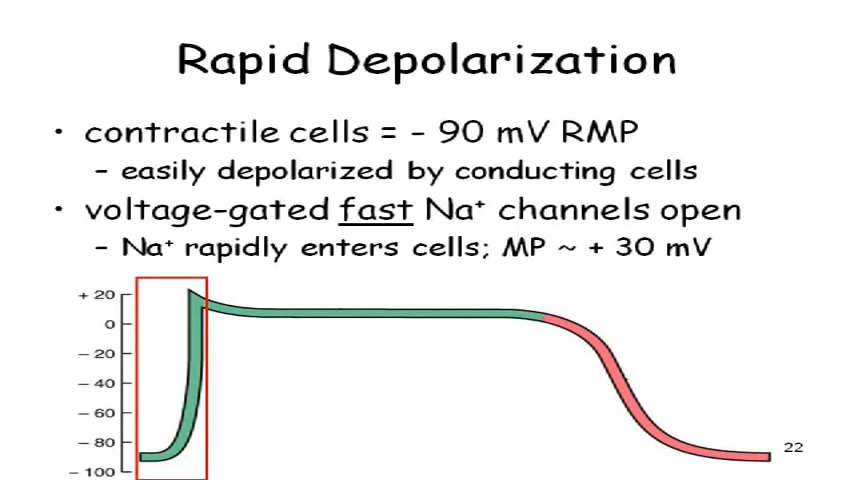 Rapid Depolarization
• contractile cells = - 90 mV RMP
- easily depolarized by conducting cells
• voltage-gated fast Na⁺ channels open
- Na⁺ rapidly enters cells; MP ~ + 30 mV
+ 20
0
- 20
- 40
- 60
- 80
- 100
22